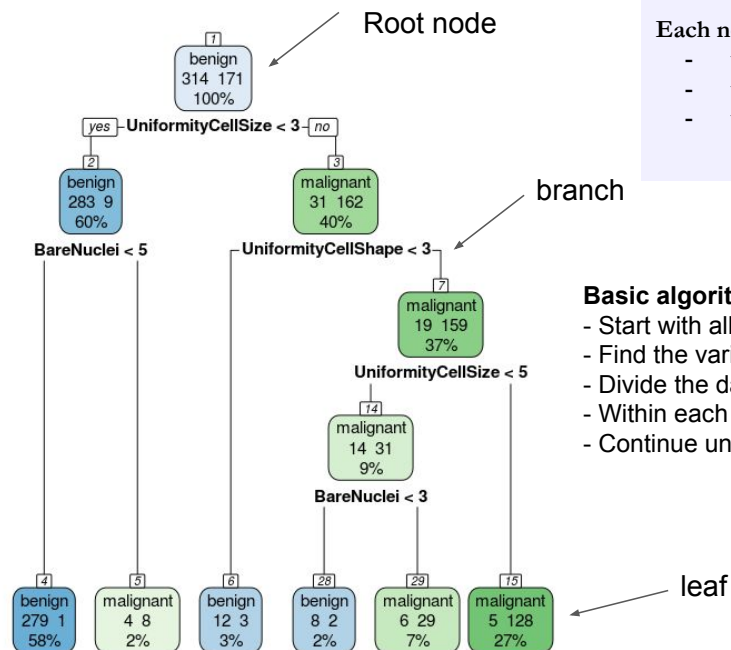 Root node
Each n
-
-
-
1
benign
314 171
100%
yes UniformityCellSize < 3 no
2
benign
283 9
60%
BareNuclei < 5
3
malignant
31 162
40%
UniformityCellShape < 3
branch
7
malignant
19 159
37%
UniformityCellSize < 5
14
malignant
14 31
9%
BareNuclei < 3
Basic algorit
- Start with all
- Find the vari
- Divide the da
- Within each
- Continue un
4
benign
279 1
58%
5
malignant
4 8
2%
6
benign
12 3
3%
28
benign
8 2
2%
29
malignant
6 29
7%
15
malignant
5 128
27%
leaf